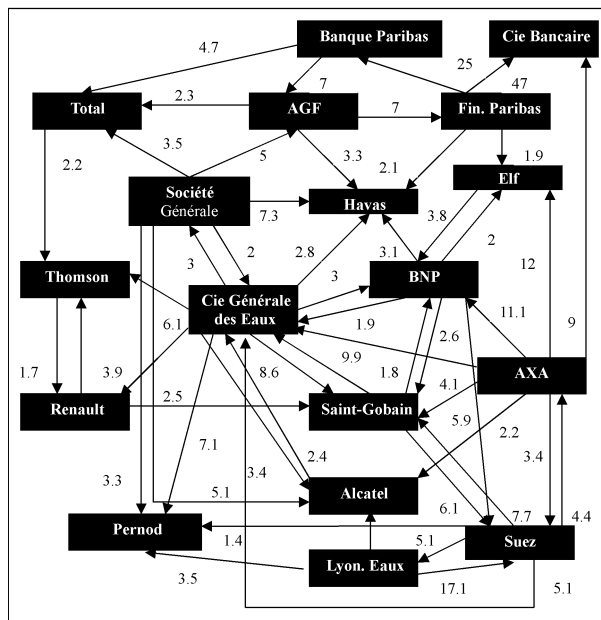 Banque Paribas
Cie Bancaire
4.7
25
7
47
Total
2.3
AGF
7
Fin. Paribas
3.5
5
3.3
2.1
1.9
2.2
Elf
Société
Générale
7.3
Havas
3.8
2
2.8
3.1
2
3
12
Thomson
3
BNP
Cie Générale
des Eaux
11.1
9
6.1
1.9
2.6
9.9
1.7
3.9
8.6
1.8
AXA
4.1
2.5
Renault
Saint-Gobain
5.9
2.2
7.1
2.4
3.4
3.3
3.4
5.1
Alcatel
6.1
7.7
4.4
Pernod
1.4
5.1
Suez
Lyon. Eaux
3.5
17.1
5.1